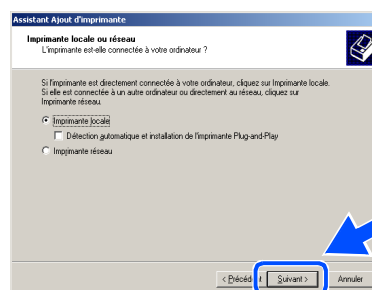 Assistant Ajout d'imprimante
Imprimante locale ou réseau
L'imprimante est-elle connectée à votre ordinateur ?
Si l'imprimante est directement connectée à votre ordinateur, cliquez sur Imprimante locale.
Si elle est connectée à un autre ordinateur ou directement au réseau, cliquez sur
Imprimante réseau.
Imprimante locale
Détection automatique et installation de l'imprimante Plug-and-Play
Imprimante réseau
< Précédent Suivant > Annuler